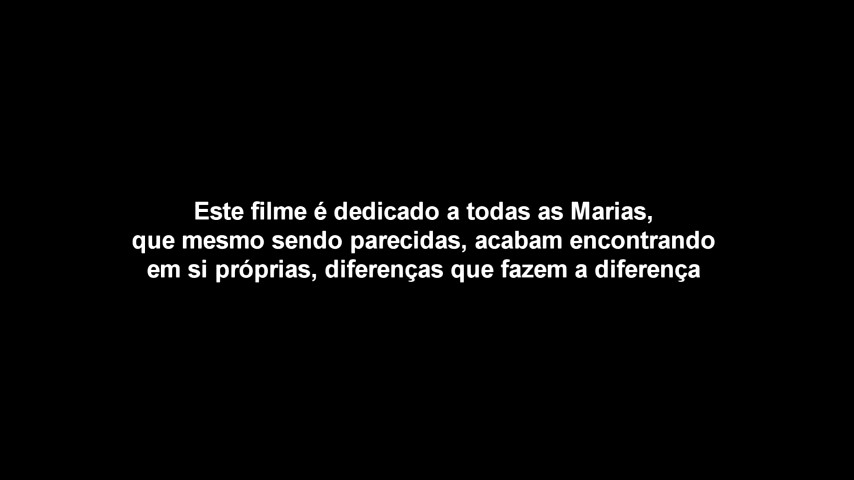 Este filme é dedicado a todas as Marias,
que mesmo sendo parecidas, acabam encontrando
em si próprias, diferenças que fazem a diferença